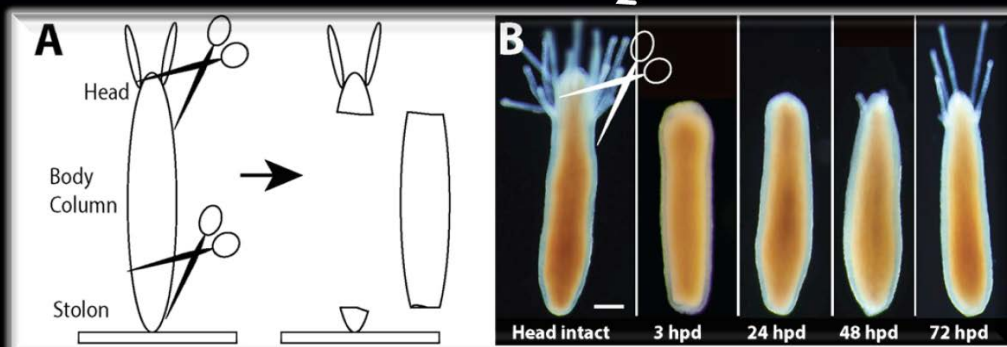 A
Head
Body
Column
Stolon
B
Head intact
3 hpd
24 hpd
48 hpd
72 hpd